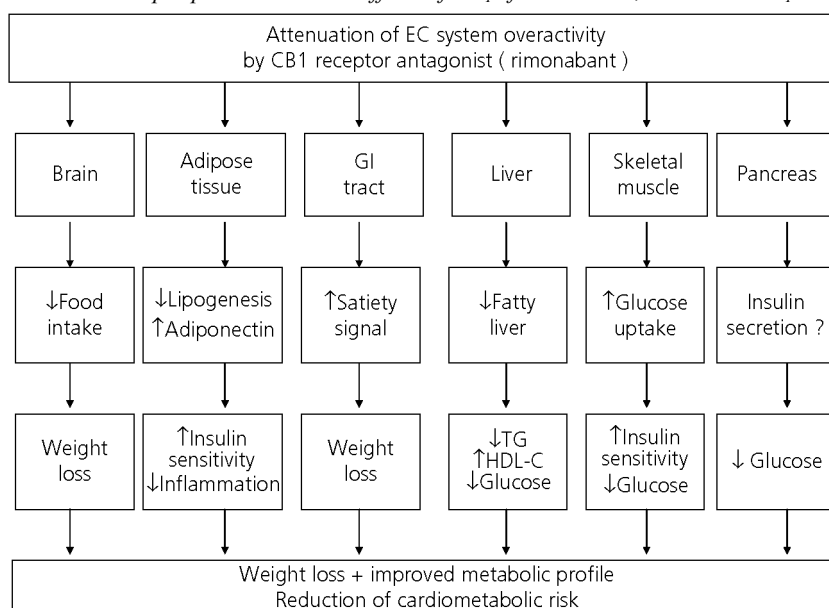 Attenuation of EC system overactivity
by CB1 receptor antagonist ( rimonabant )
Brain
Adipose
tissue
GI
tract
Liver
Skeletal
muscle
Pancreas
↓Food
intake
↓Lipogenesis
↑Adiponectin
↑Satiety
signal
↓Fatty
liver
↑Glucose
uptake
Insulin
secretion ?
Weight
loss
↑Insulin
sensitivity
↓Inflammation
Weight
loss
↓TG
↑HDL-C
↓Glucose
↑Insulin
sensitivity
↓Glucose
↓ Glucose
Weight loss + improved metabolic profile
Reduction of cardiometabolic risk